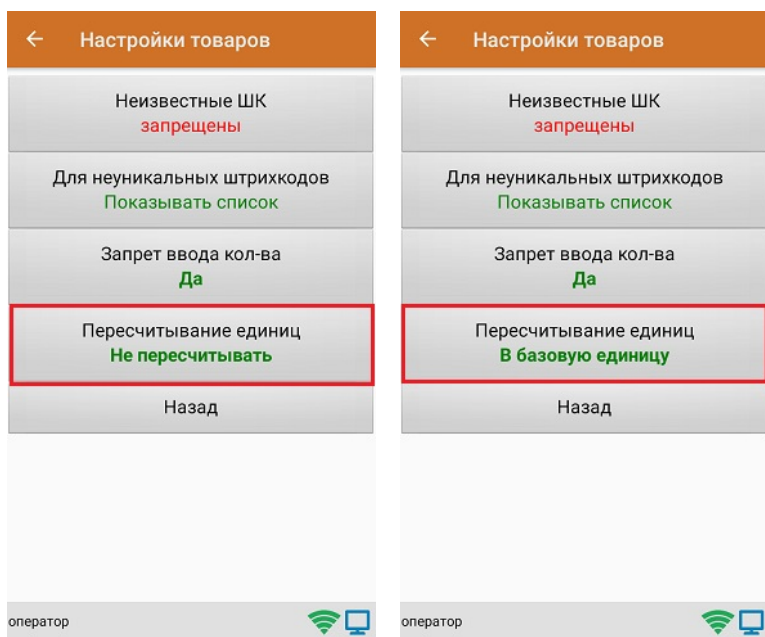 Настройки товаров
Неизвестные ШК
запрещены
Для неуникальных штрихкодов
Показывать список
Запрет ввода кол-ва
Да
Пересчитывание единиц
Не пересчитывать
Назад
оператор
Настройки товаров
Неизвестные ШК
запрещены
Для неуникальных штрихкодов
Показывать список
Запрет ввода кол-ва
Да
Пересчитывание единиц
В базовую единицу
Назад
оператор